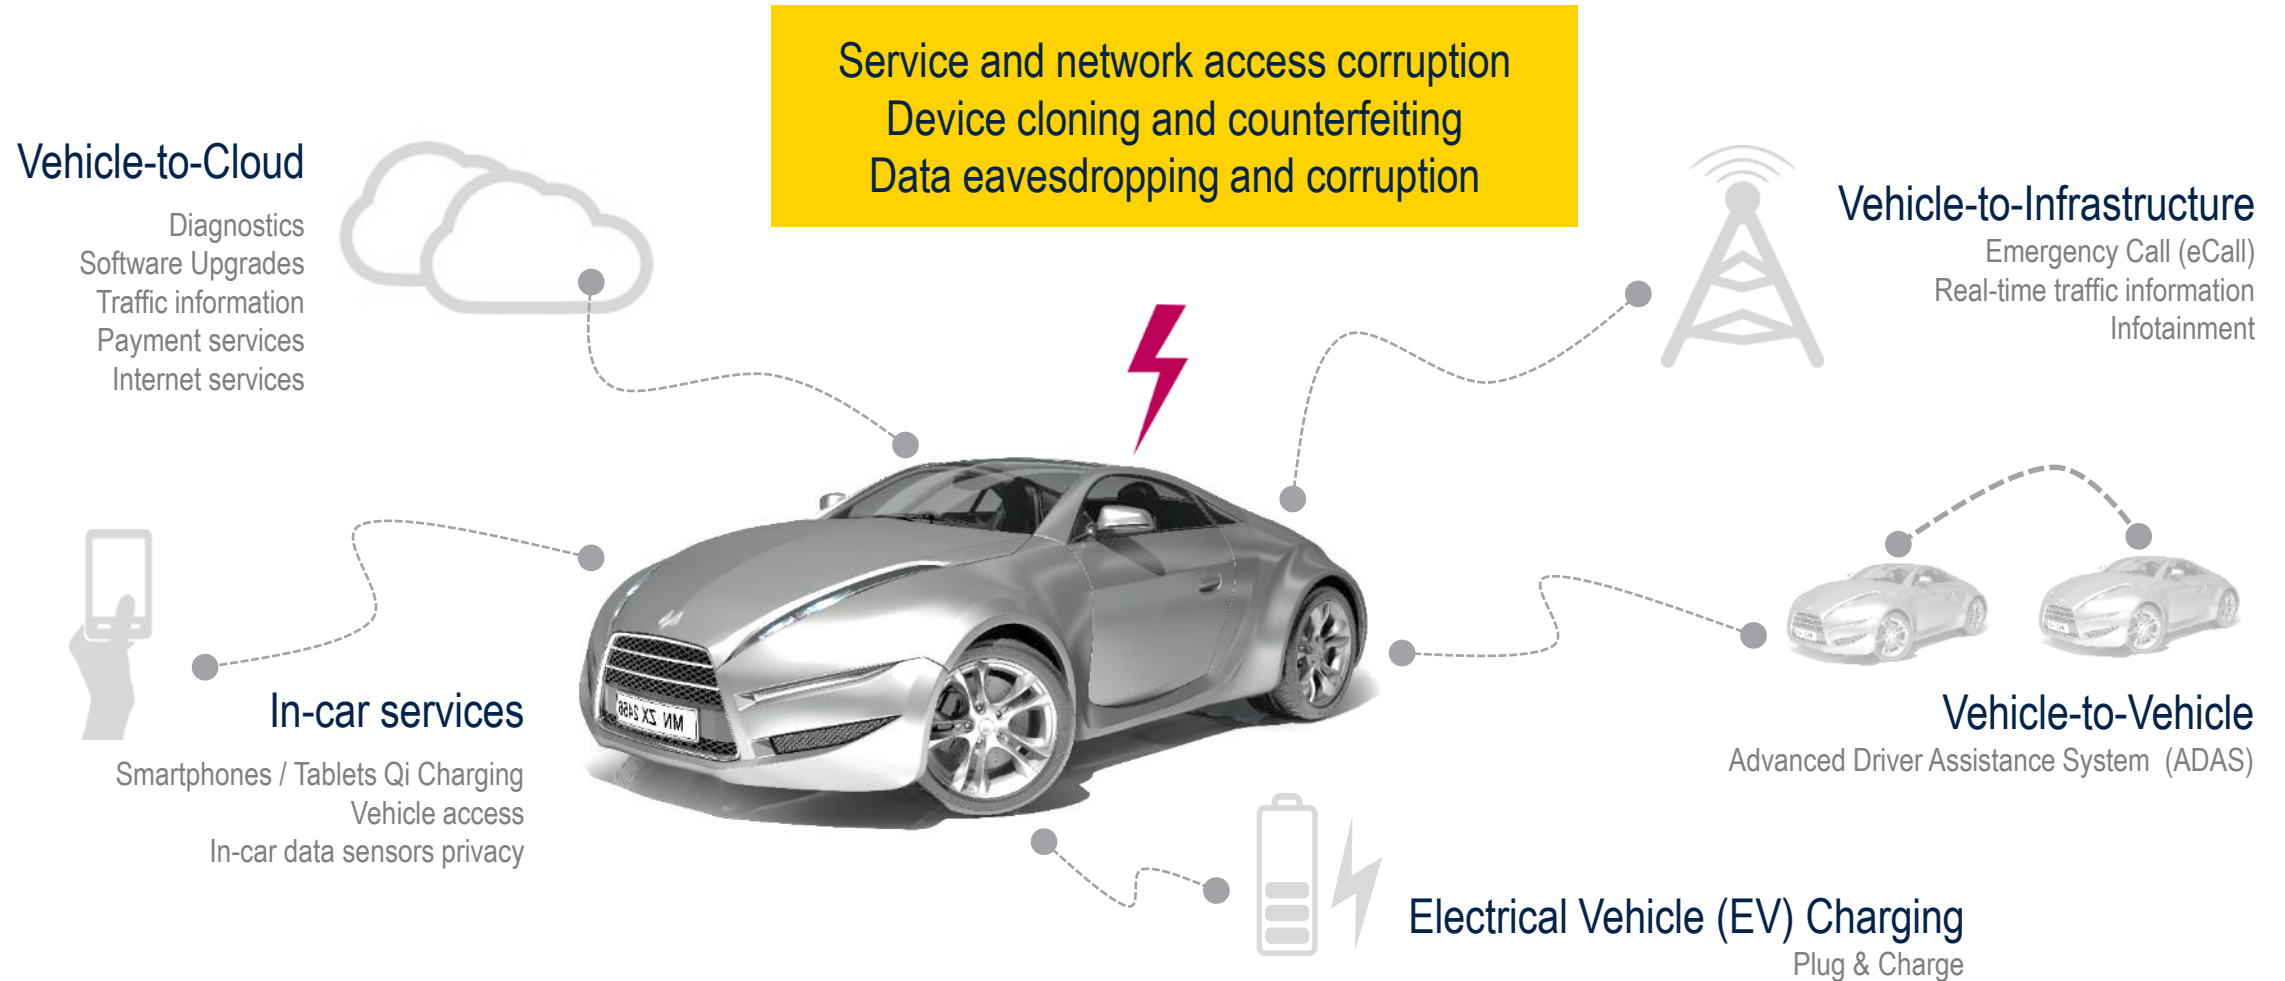 Service and network access corruption
Device cloning and counterfeiting
Data eavesdropping and corruption
Vehicle-to-Cloud
Diagnostics
Software Upgrades
Traffic information
Payment services
Internet services
Vehicle-to-Infrastructure
Emergency Call (eCall)
Real-time traffic information
Infotainment
In-car services
Smartphones / Tablets Qi Charging
Vehicle access
In-car data sensors privacy
MN ZX 2456
Vehicle-to-Vehicle
Advanced Driver Assistance System (ADAS)
Electrical Vehicle (EV) Charging
Plug & Charge